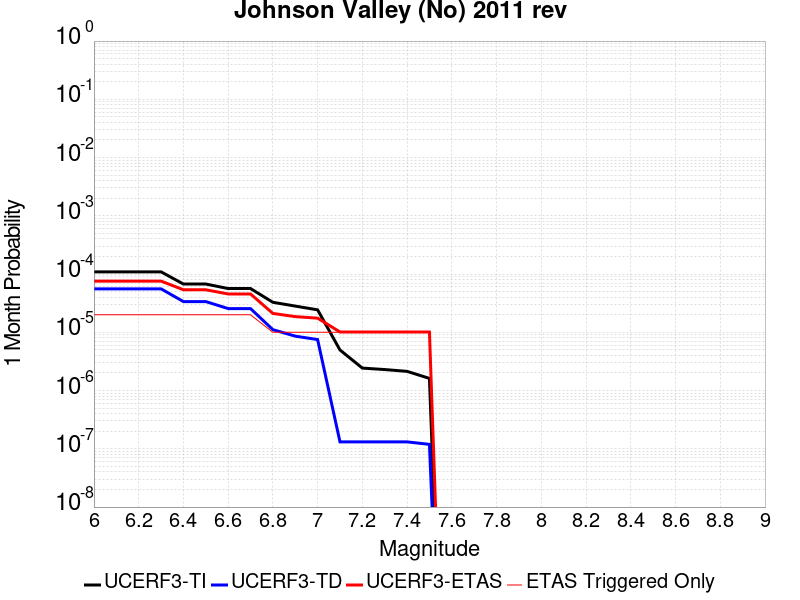 Johnson Valley (No) 2011 rev
1 Month Probability
10^0
10^-1
10^-2
10^-3
10^-4
10^-5
10^-6
10^-7
10^-8
6 6.2 6.4 6.6 6.8 7 7.2 7.4 7.6 7.8 8 8.2 8.4 8.6 8.8 9
Magnitude
UCERF3-TI UCERF3-TD UCERF3-ETAS ETAS Triggered Only